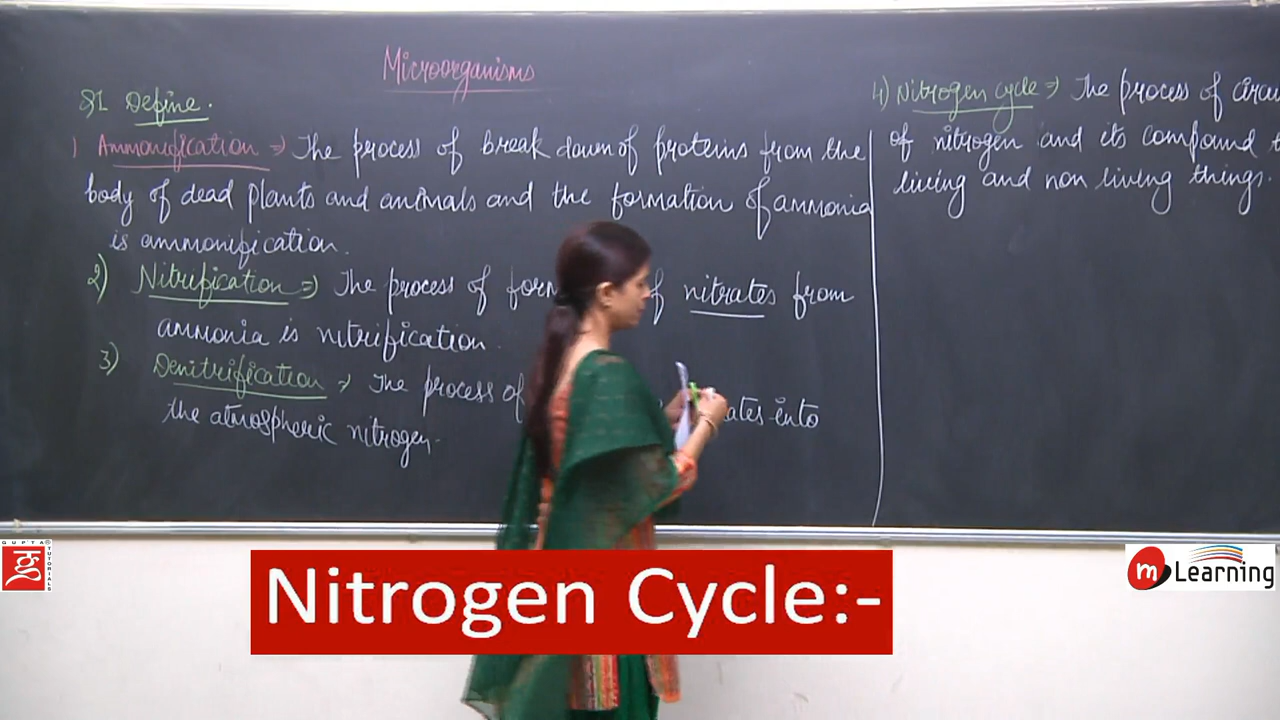 Microorganisms
Q1. Define.
1) Ammonification => The process of break down of proteins from the
body of dead plants and animals and the formation of ammonia
is ammonification.
2) Nitrification => The process of of nitrates from
ammonia is nitrification.
3) Denitrification => The process of into
the atmospheric nitrogen.
4) Nitrogen cycle => The process of
of nitrogen and its compound
living and non living things.
GUPTA TUTORIALS
Nitrogen Cycle:-
m Learning